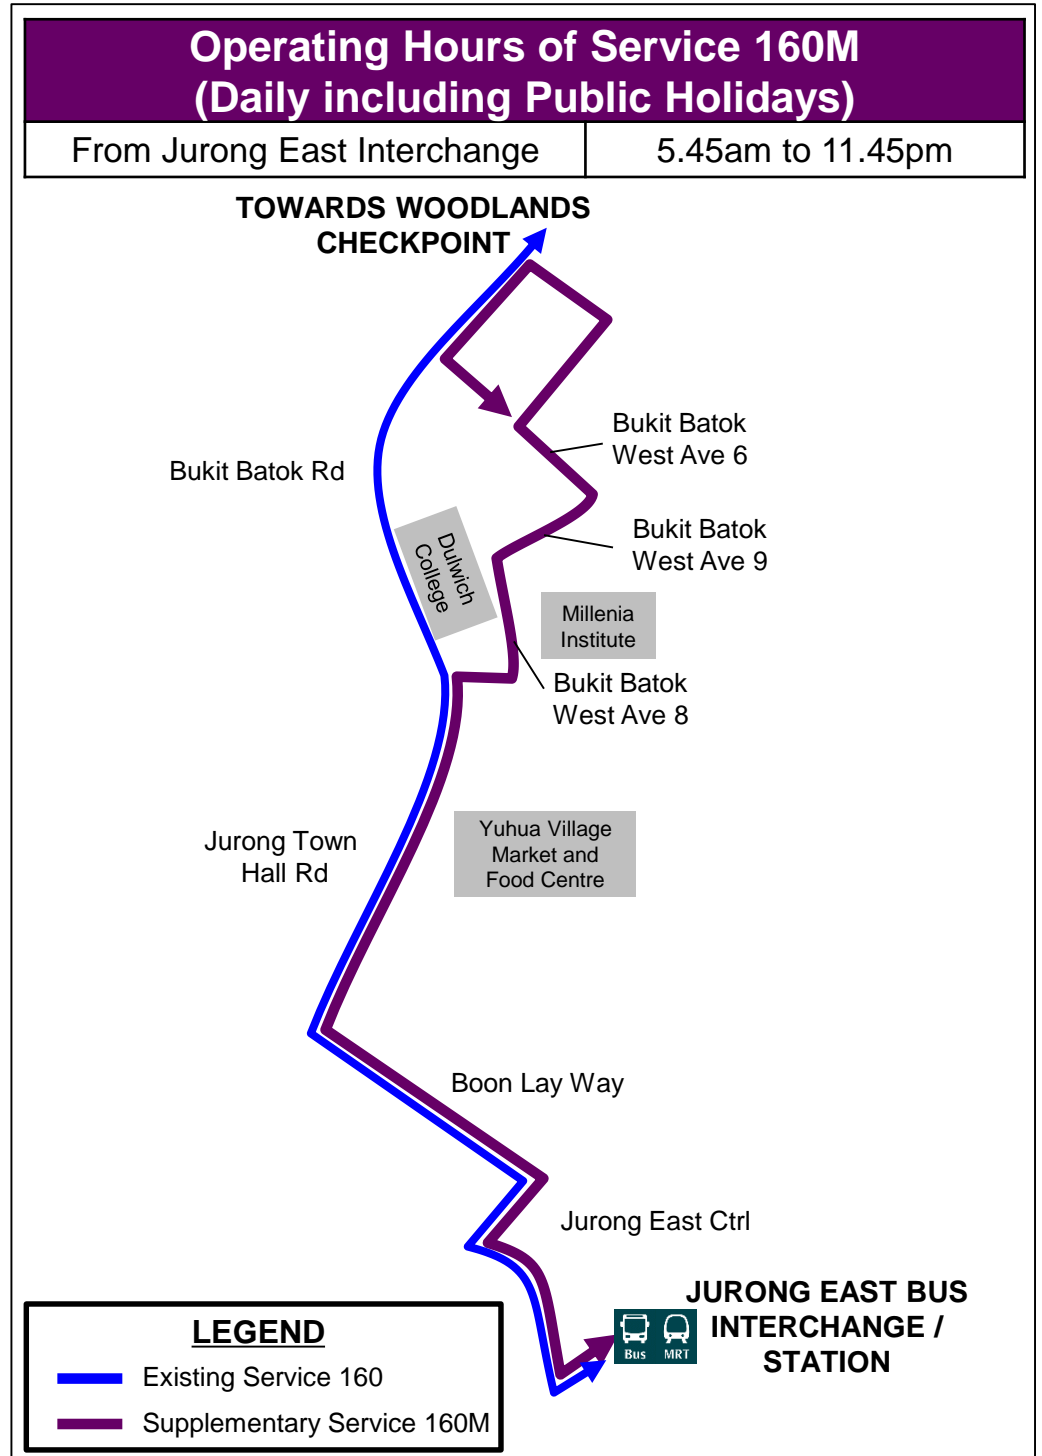 Operating Hours of Service 160M
(Daily including Public Holidays)
From Jurong East Interchange
5.45am to 11.45pm
TOWARDS WOODLANDS
CHECKPOINT
Bukit Batok
West Ave 6
Bukit Batok Rd
Bukit Batok
West Ave 9
Dulwich
College
Millenia
Institute
Bukit Batok
West Ave 8
Yuhua Village
Market and
Food Centre
Jurong Town
Hall Rd
Boon Lay Way
Jurong East Ctrl
JURONG EAST BUS
INTERCHANGE /
STATION
Bus MRT
LEGEND
Existing Service 160
Supplementary Service 160M